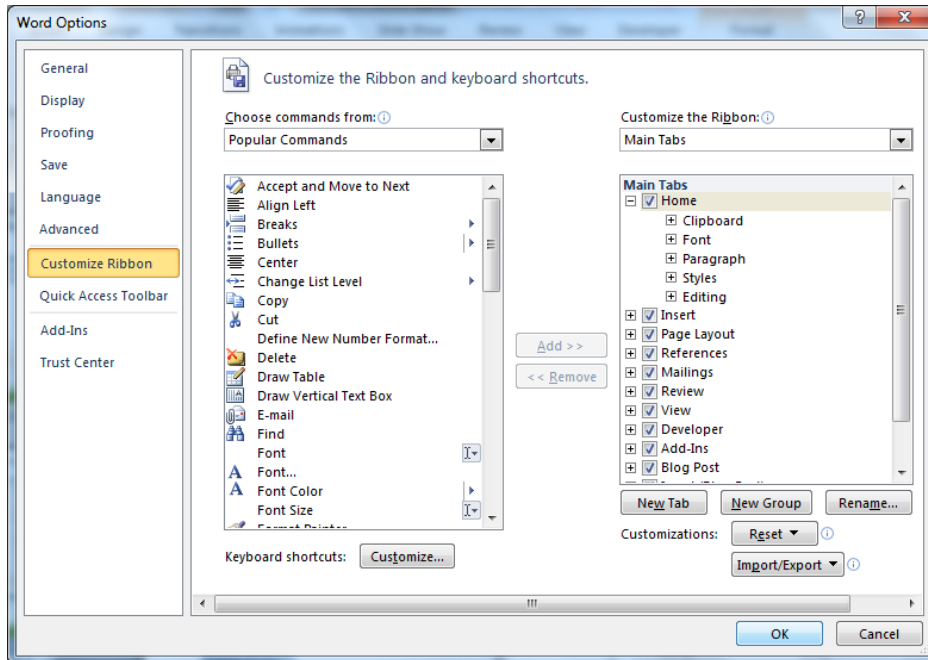 Word Options
General
Display
Proofing
Save
Language
Advanced
Customize Ribbon
Quick Access Toolbar
Add-Ins
Trust Center
Customize the Ribbon and keyboard shortcuts.
Choose commands from:
Popular Commands
Accept and Move to Next
Align Left
Breaks
Bullets
Center
Change List Level
Copy
Cut
Define New Number Format...
Delete
Draw Table
Draw Vertical Text Box
E-mail
Find
Font
Font...
Font Color
Font Size
Format Painter
Keyboard shortcuts: Customize...
Add >>
<< Remove
Customize the Ribbon:
Main Tabs
Main Tabs
Home
Clipboard
Font
Paragraph
Styles
Editing
Insert
Page Layout
References
Mailings
Review
View
Developer
Add-Ins
Blog Post
New Tab New Group Rename...
Customizations: Reset
Import/Export
OK Cancel